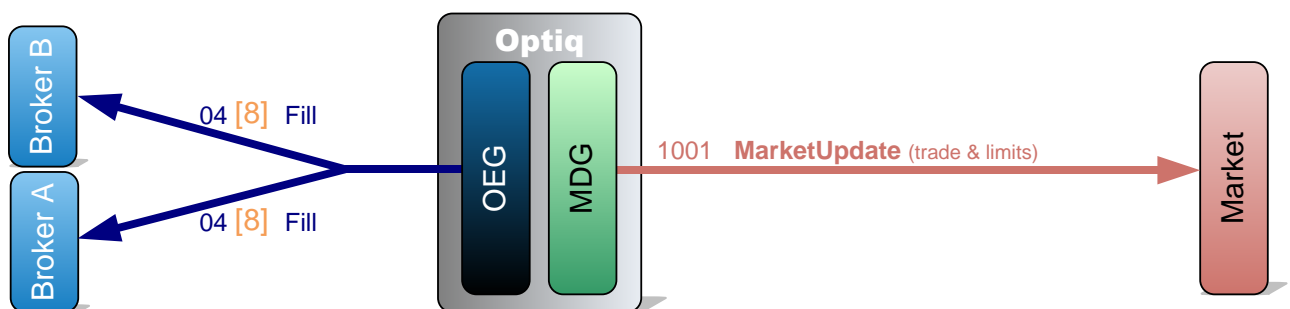 Optiq
Broker B
04 [8] Fill
OEG
MDG
1001 MarketUpdate (trade & limits)
Market
Broker A
04 [8] Fill